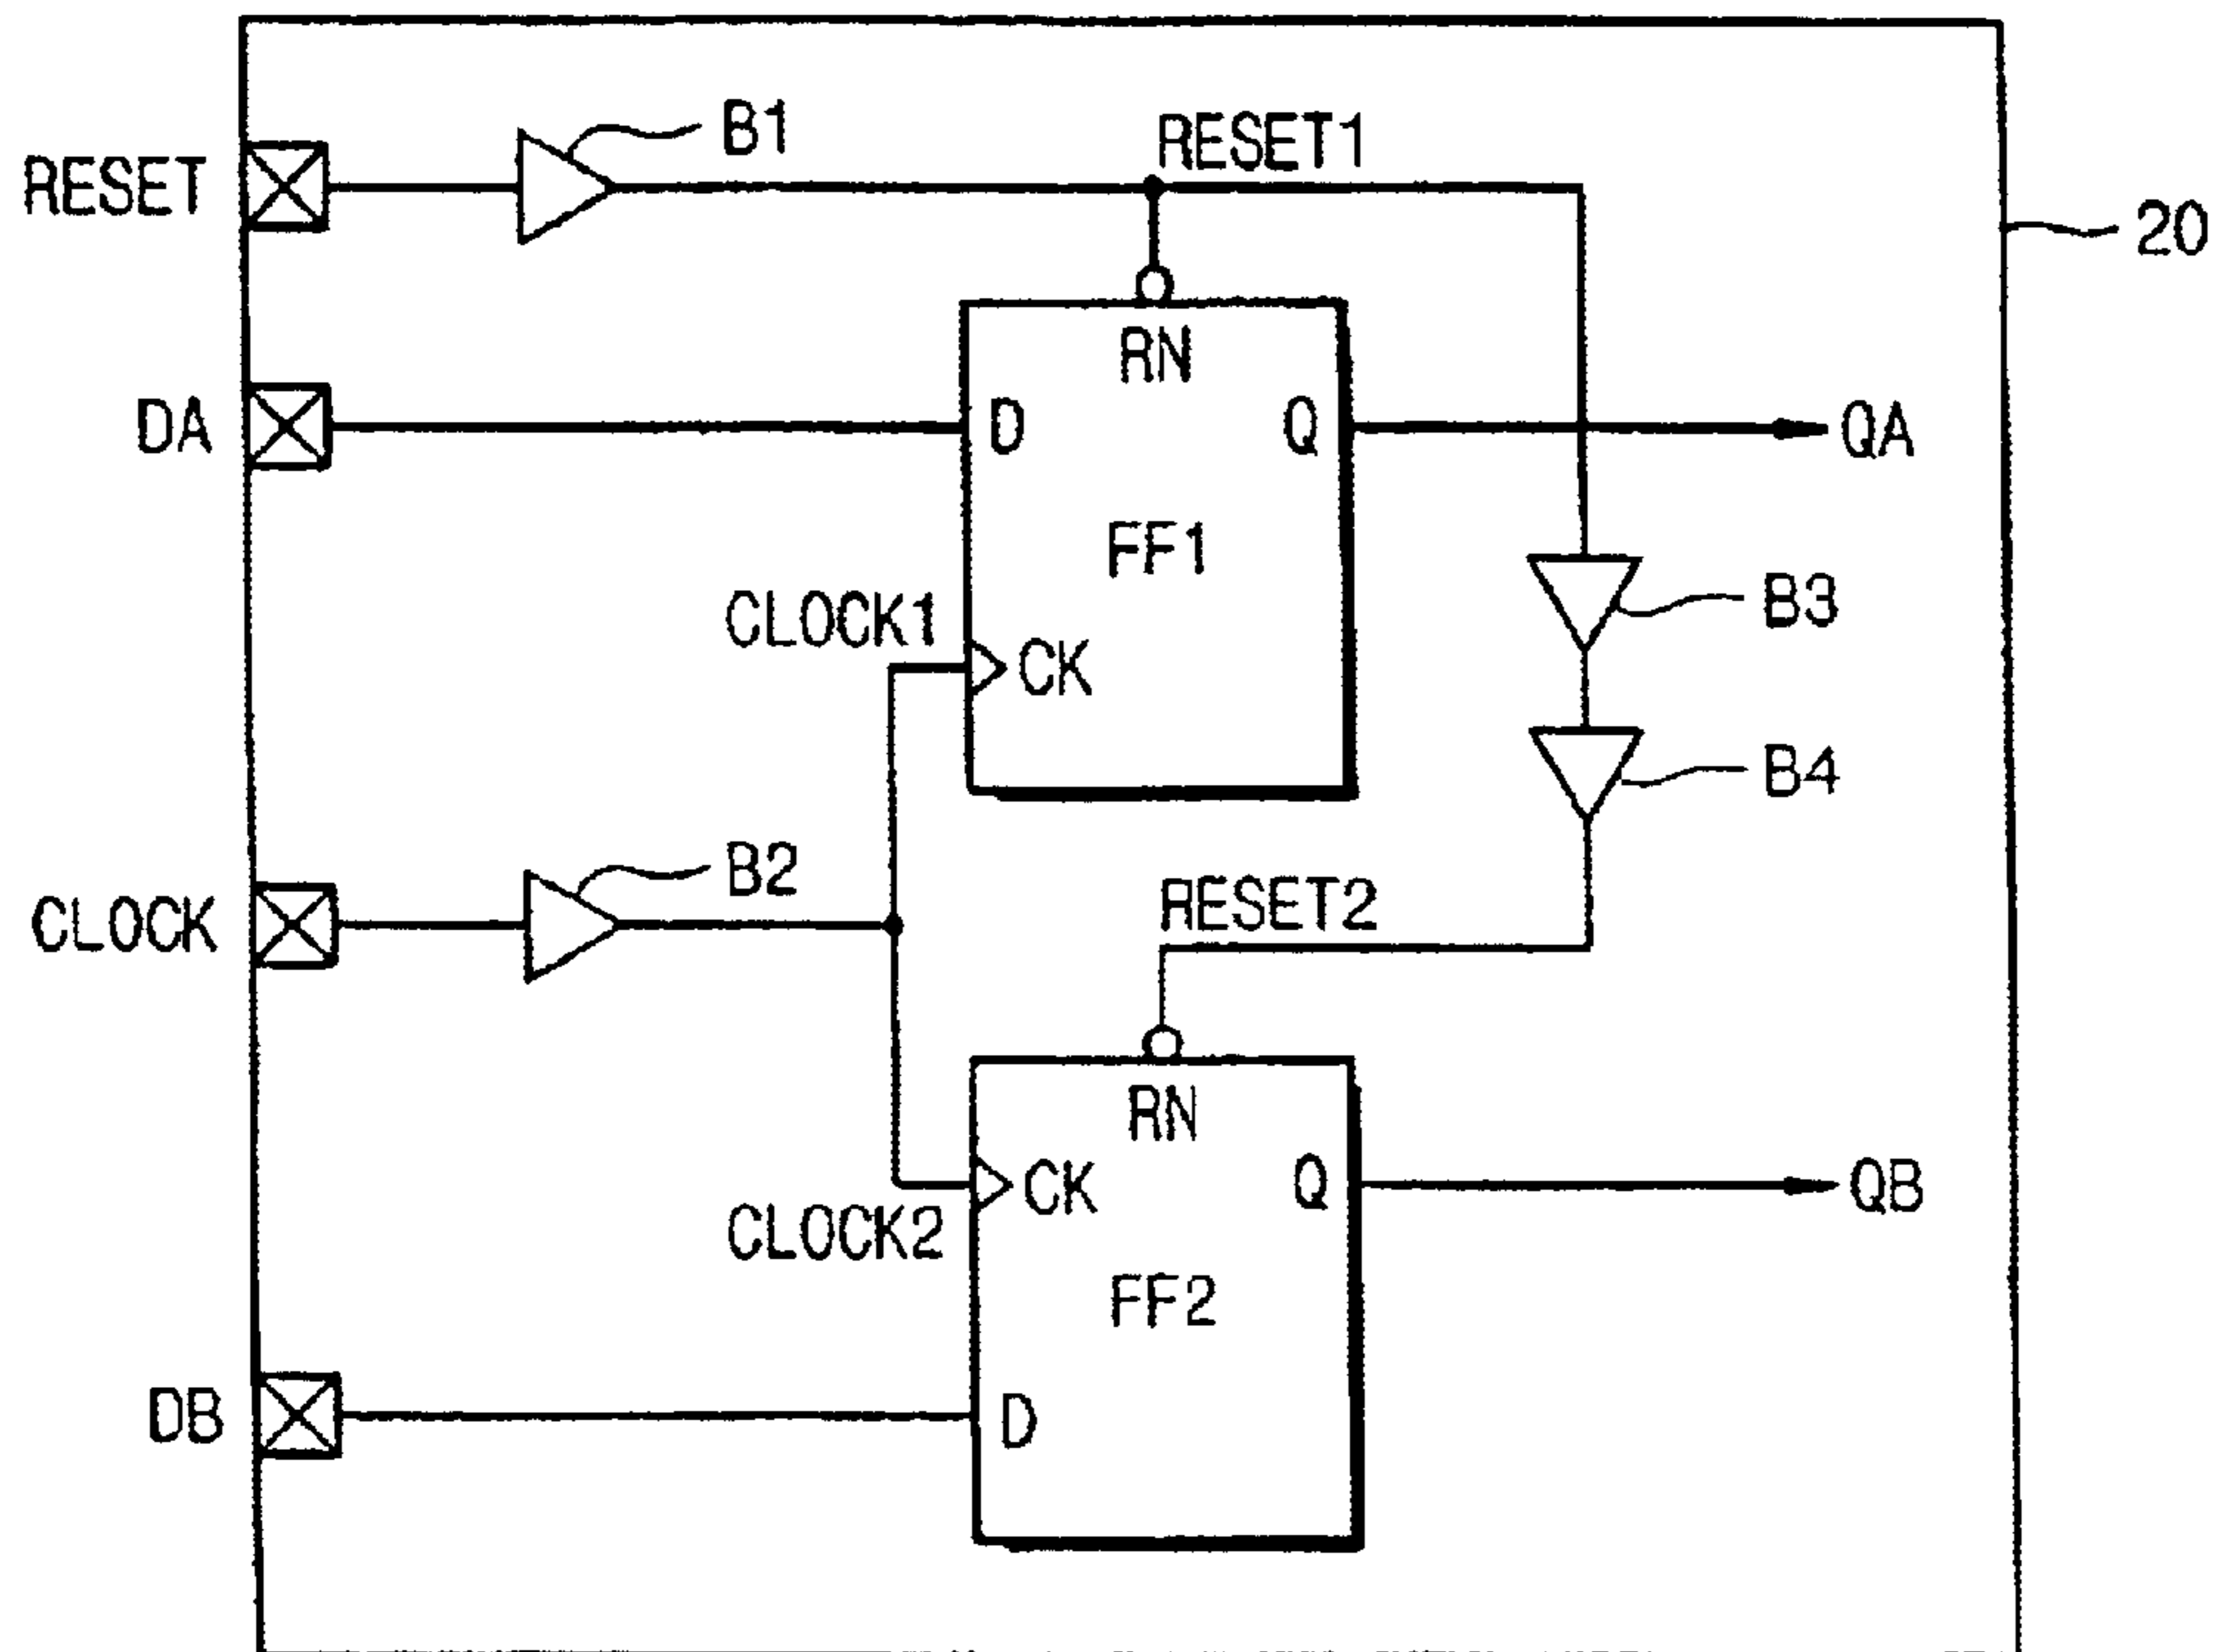 B1
RESET1
RESET
20
RN
DA
D
Q
QA
FF1
CLOCK1
B3
CK
B4
B2
RESET2
CLOCK
RN
CK
Q
QB
CLOCK2
FF2
DB
D